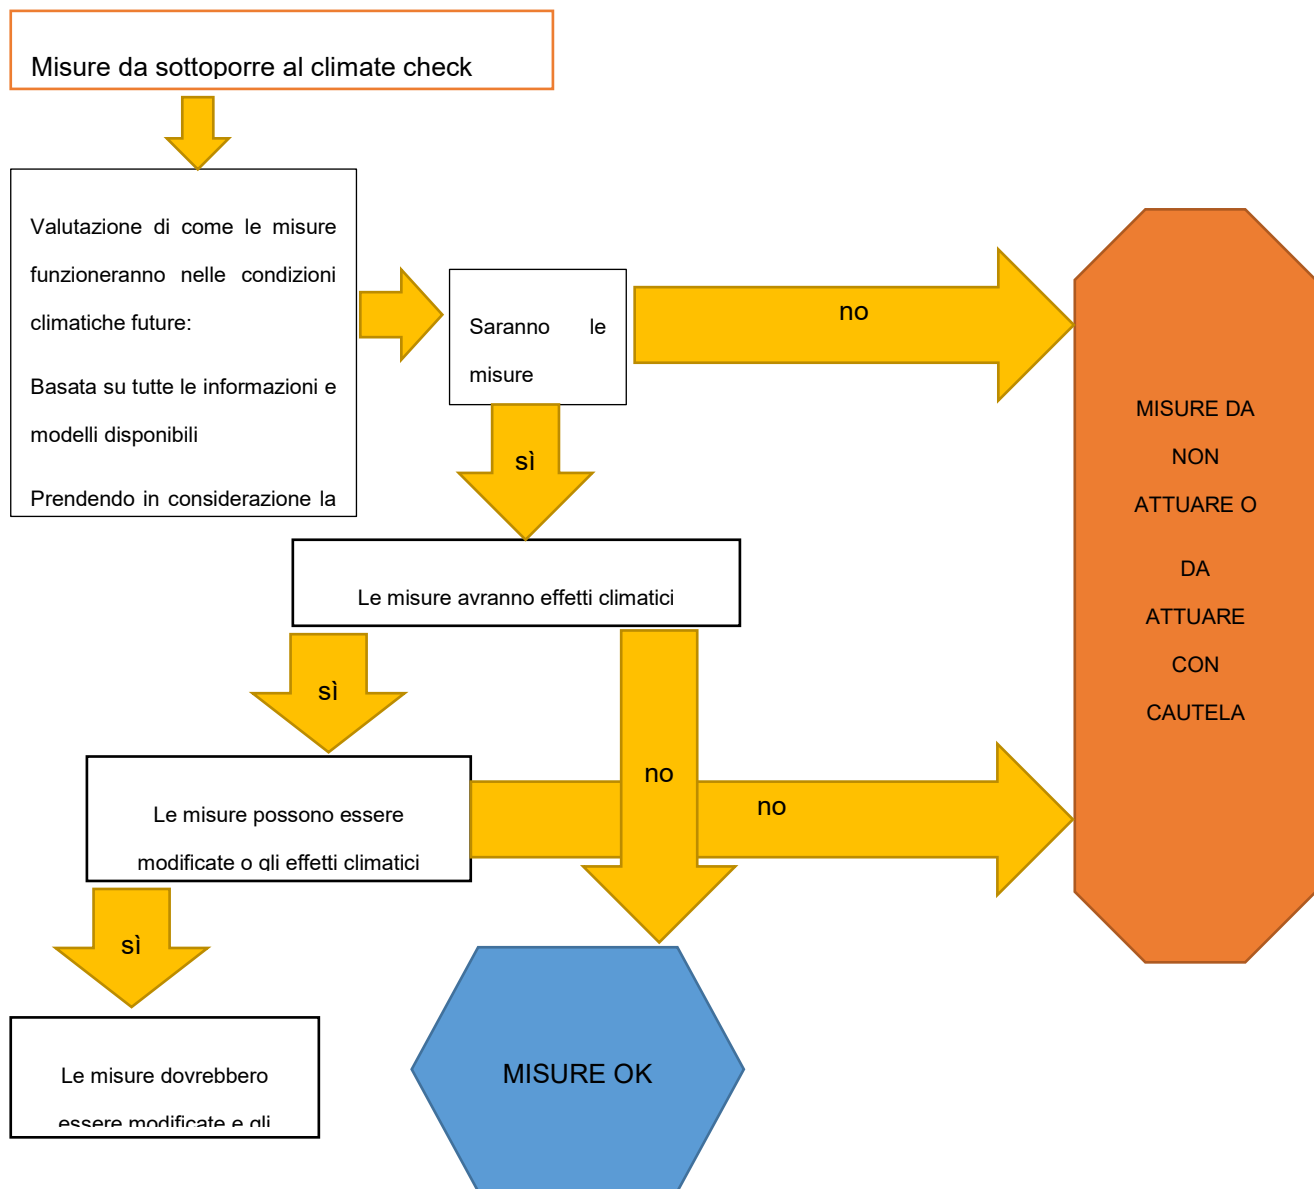 Misure da sottoporre al climate check
Valutazione di come le misure
funzioneranno nelle condizioni
climatiche future:
Basata su tutte le informazioni e
modelli disponibili
Prendendo in considerazione la
Saranno le
misure
no
sì
Le misure avranno effetti climatici
sì
no
Le misure possono essere
modificate o gli effetti climatici
no
sì
Le misure dovrebbero
essere modificate e gli
MISURE OK
MISURE DA
NON
ATTUARE O
DA
ATTUARE
CON
CAUTELA